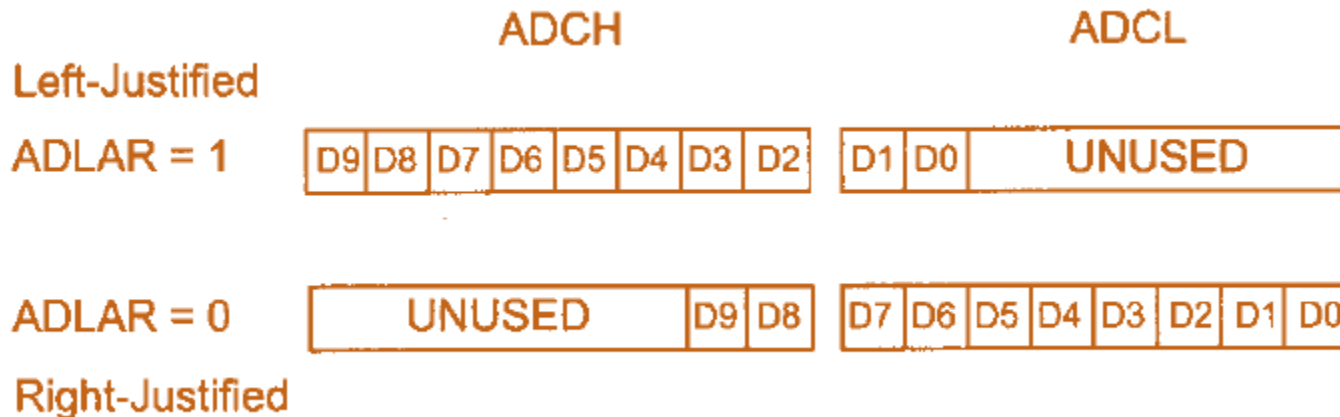 ADCH ADCL
Left-Justified
ADLAR = 1 D9 D8 D7 D6 D5 D4 D3 D2 D1 D0 UNUSED
ADLAR = 0 UNUSED D9 D8 D7 D6 D5 D4 D3 D2 D1 D0
Right-Justified